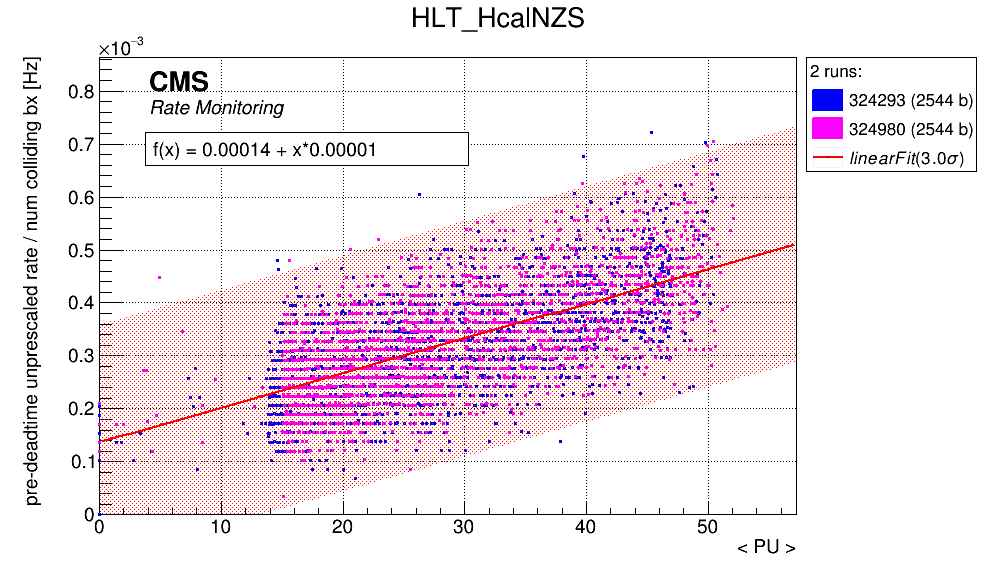 HLT_HcalNZS
×10⁻³
pre-deadtime unprescaled rate / num colliding bx [Hz]
CMS
Rate Monitoring
f(x) = 0.00014 + x*0.00001
2 runs:
324293 (2544 b)
324980 (2544 b)
linearFit(3.0σ)
0.8
0.7
0.6
0.5
0.4
0.3
0.2
0.1
0
0 10 20 30 40 50
< PU >